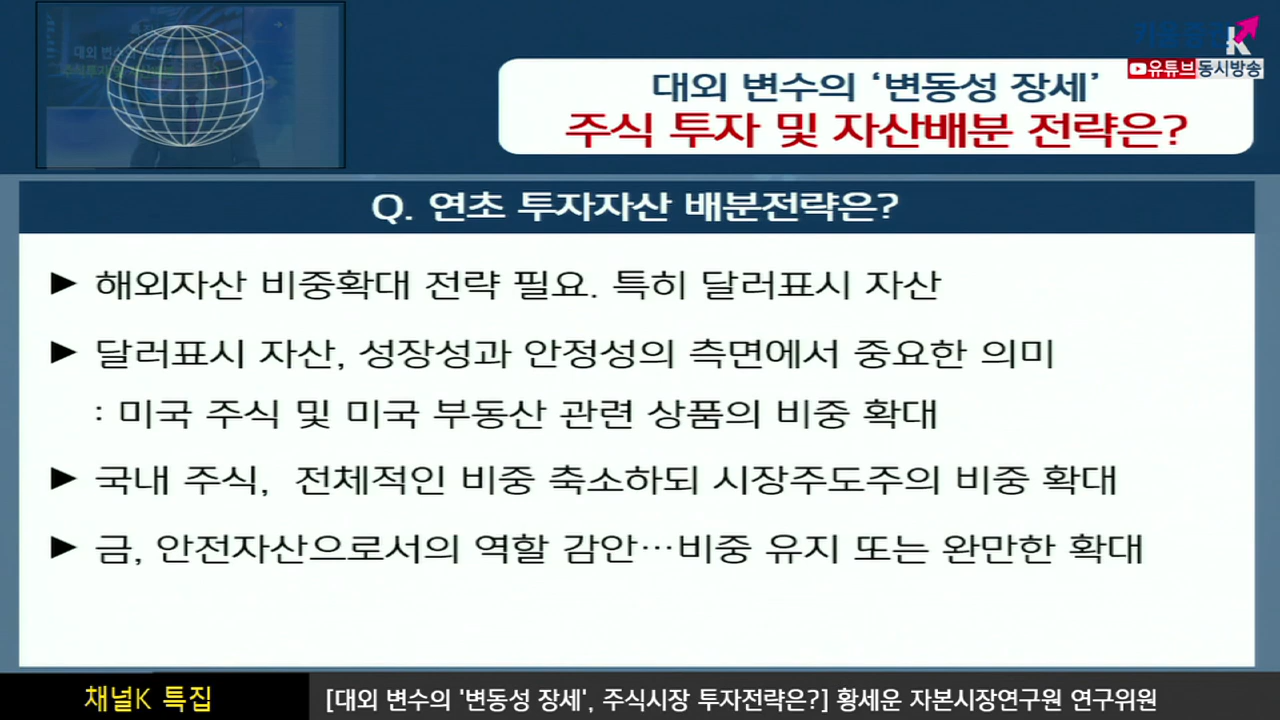 키움증권
유튜브 동시방송
대외 변수의 ‘변동성 장세’
주식 투자 및 자산배분 전략은?
Q. 연초 투자자산 배분전략은?
▶ 해외자산 비중확대 전략 필요. 특히 달러표시 자산
▶ 달러표시 자산, 성장성과 안정성의 측면에서 중요한 의미
: 미국 주식 및 미국 부동산 관련 상품의 비중 확대
▶ 국내 주식, 전체적인 비중 축소하되 시장주도주의 비중 확대
▶ 금, 안전자산으로서의 역할 감안…비중 유지 또는 완만한 확대
채널K 특집
[대외 변수의 '변동성 장세', 주식시장 투자전략은?] 황세운 자본시장연구원 연구위원